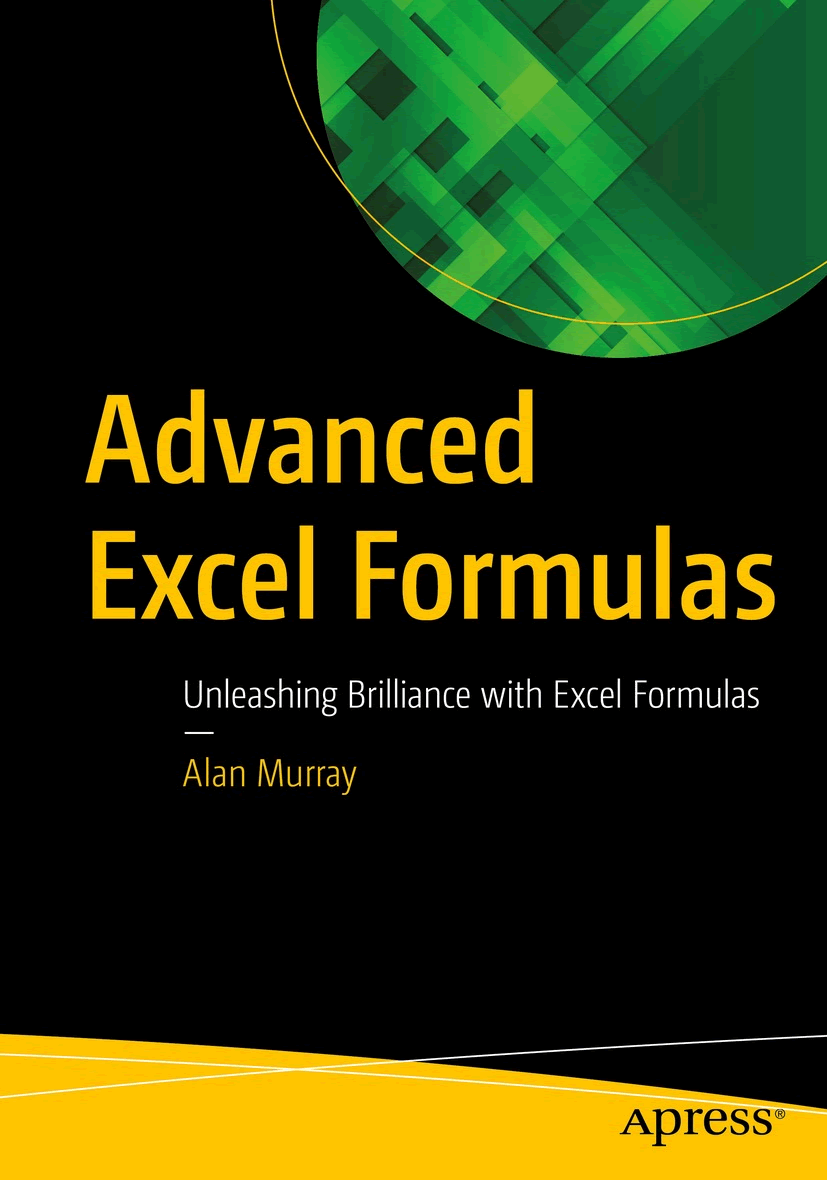 Advanced
Excel Formulas
Unleashing Brilliance with Excel Formulas
—
Alan Murray
Apress®